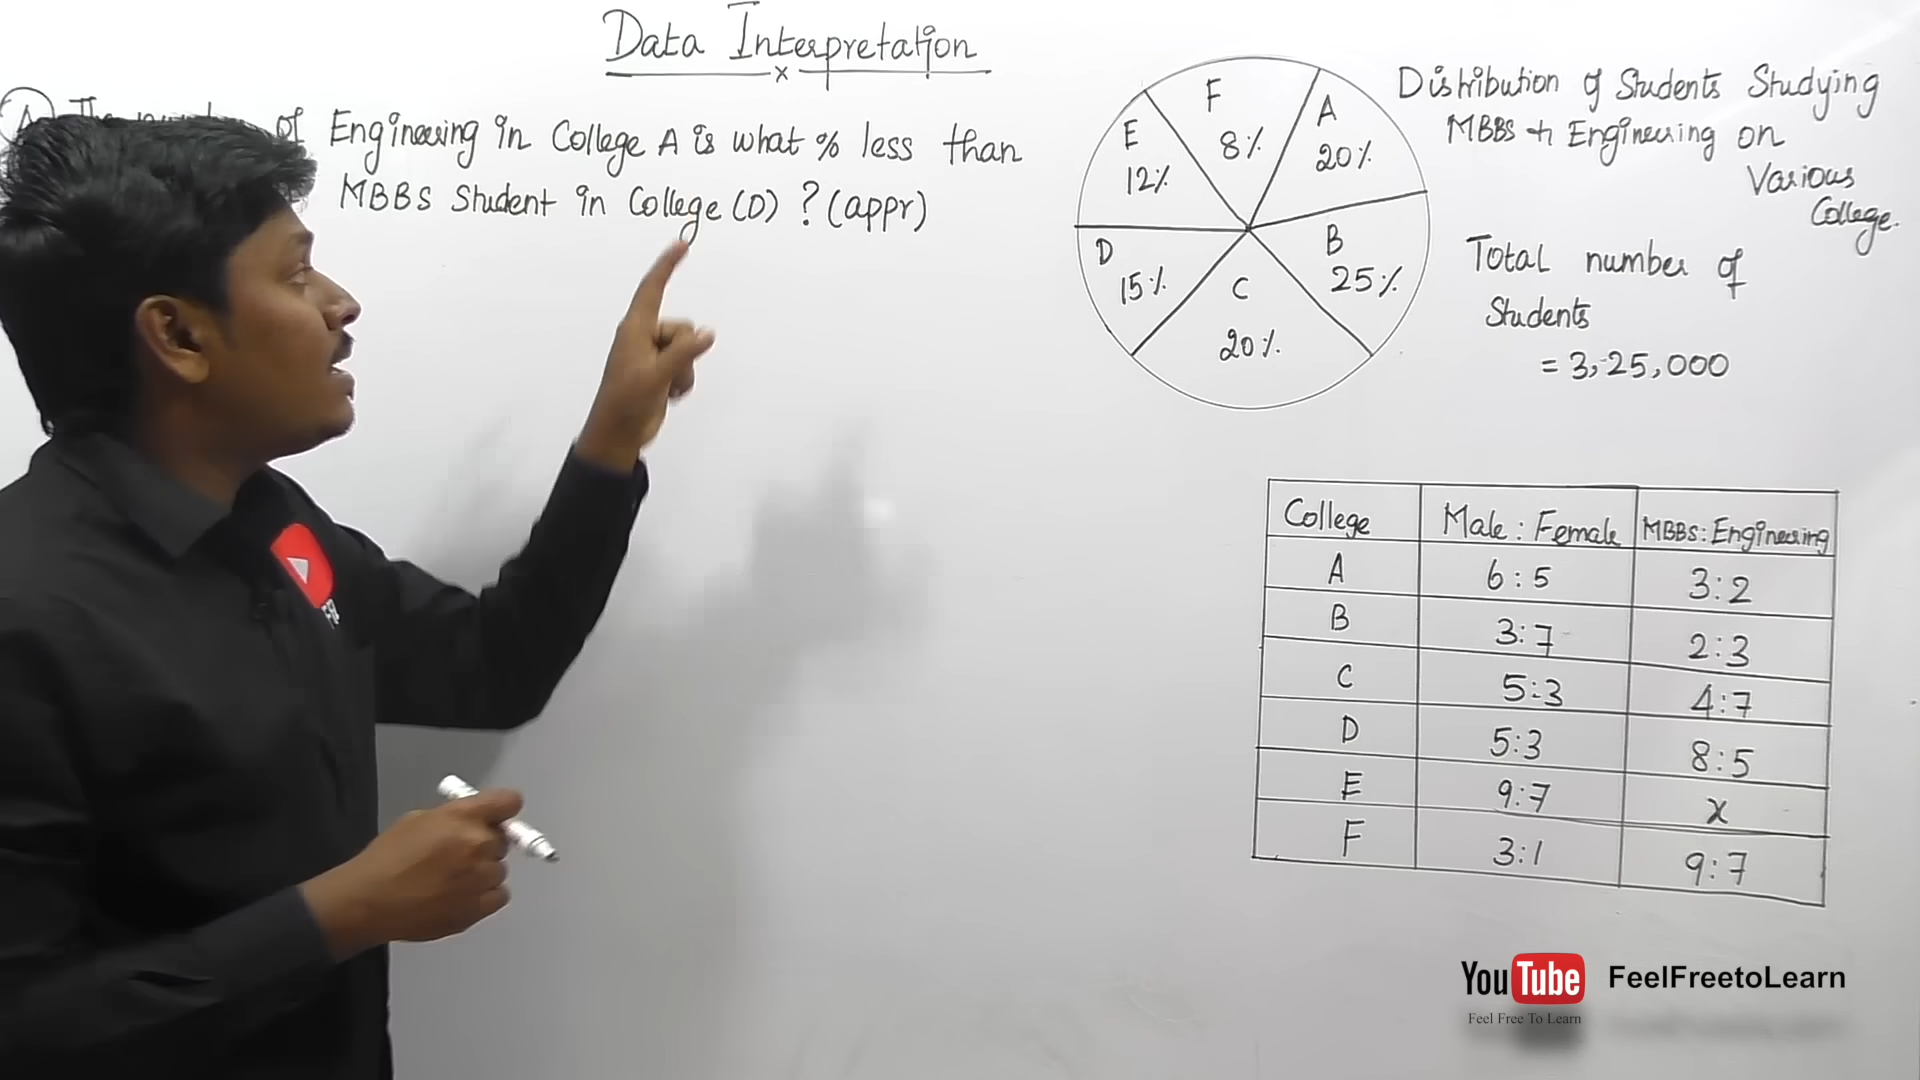 Data Interpretation
of Engineering in College A is what % less than
MBBS Student in College (D) ? (appr)
F
8%
A
20%
E
12%
B
25%
D
15%
C
20%
Distribution of Students Studying
MBBS & Engineering on
Various
College.
Total number of
Students
= 3,25,000
College Male : Female MBBS : Engineering
A 6 : 5 3 : 2
B 3 : 7 2 : 3
C 5 : 3 4 : 7
D 5 : 3 8 : 5
E 9 : 7 x
F 3 : 1 9 : 7
YouTube FeelFreetoLearn
Feel Free To Learn